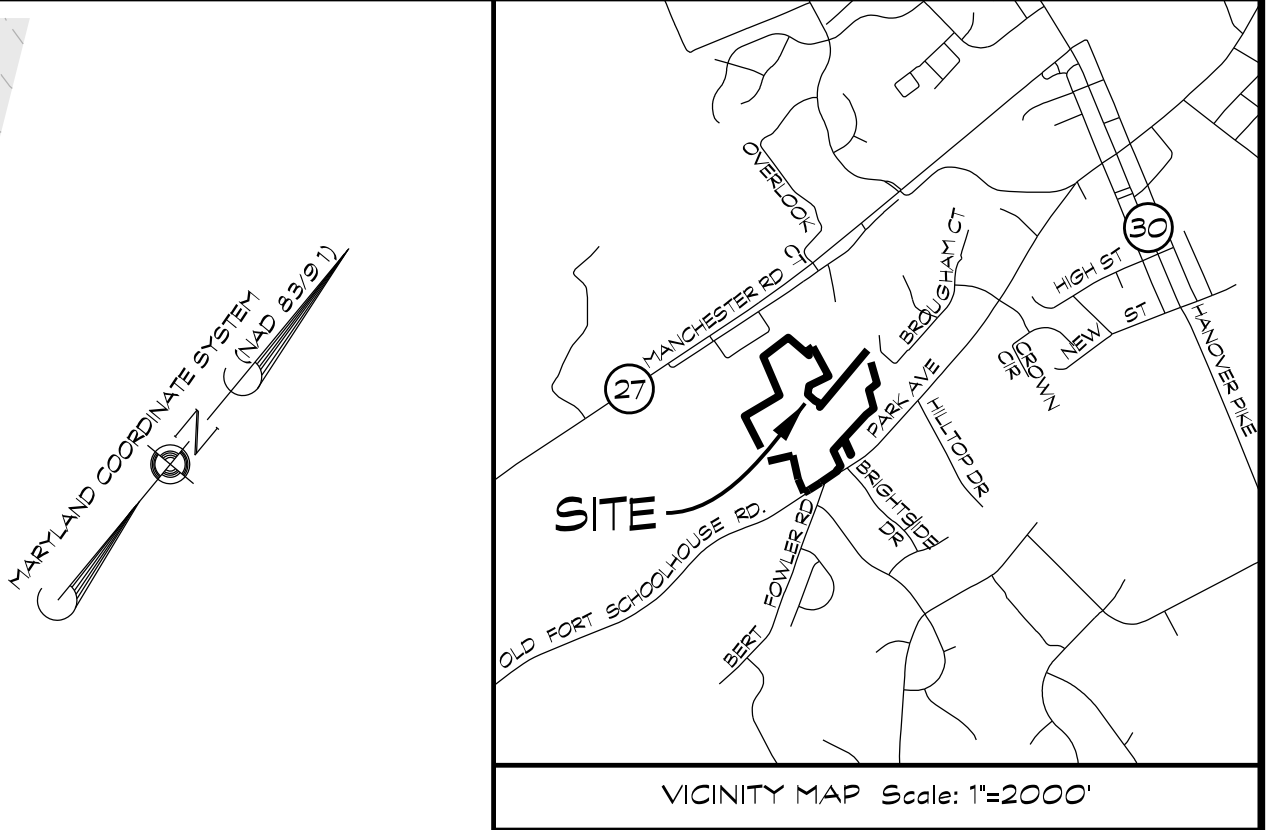 MARYLAND COORDINATE SYSTEM
(NAD 83/91)
N
OVERLOOK CT
MANCHESTER RD
27
BROUGHAM CT
30
HIGH ST
NEW ST
CROWN
CIR
HANOVER PIKE
PARK AVE
HILLTOP DR
BRIGHTSIDE
DR
SITE
OLD FORT SCHOOLHOUSE RD.
BERT FOWLER RD
VICINITY MAP Scale: 1"=2000'